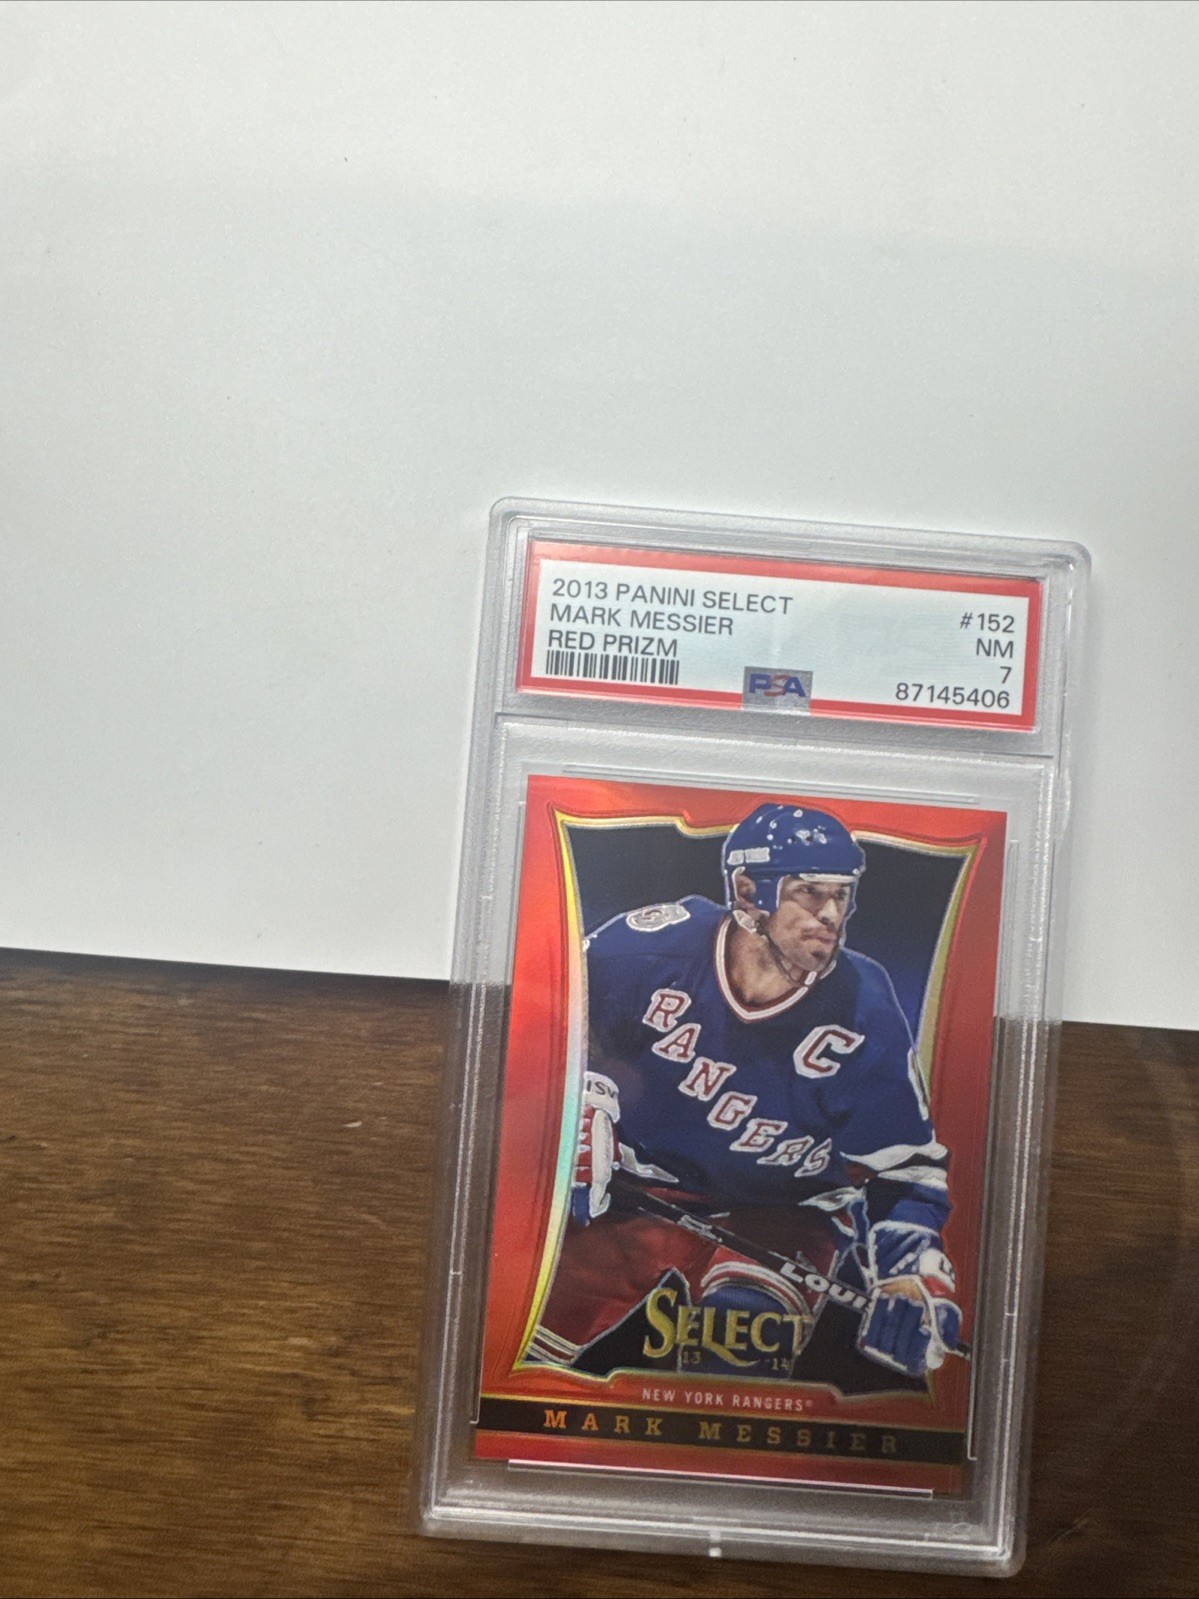 2013 PANINI SELECT
MARK MESSIER
RED PRIZM
#152
NM
7
PSA
87145406
RANGERS
C
SELECT
13 14
NEW YORK RANGERS®
MARK MESSIER